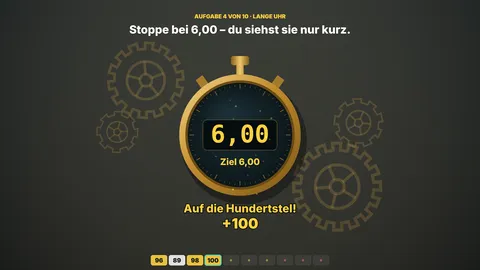 AUFGABE 4 VON 10 · LANGE UHR
Stoppe bei 6,00 – du siehst sie nur kurz.
6,00
Ziel 6,00
Auf die Hundertstel!
+100
96 89 98 100